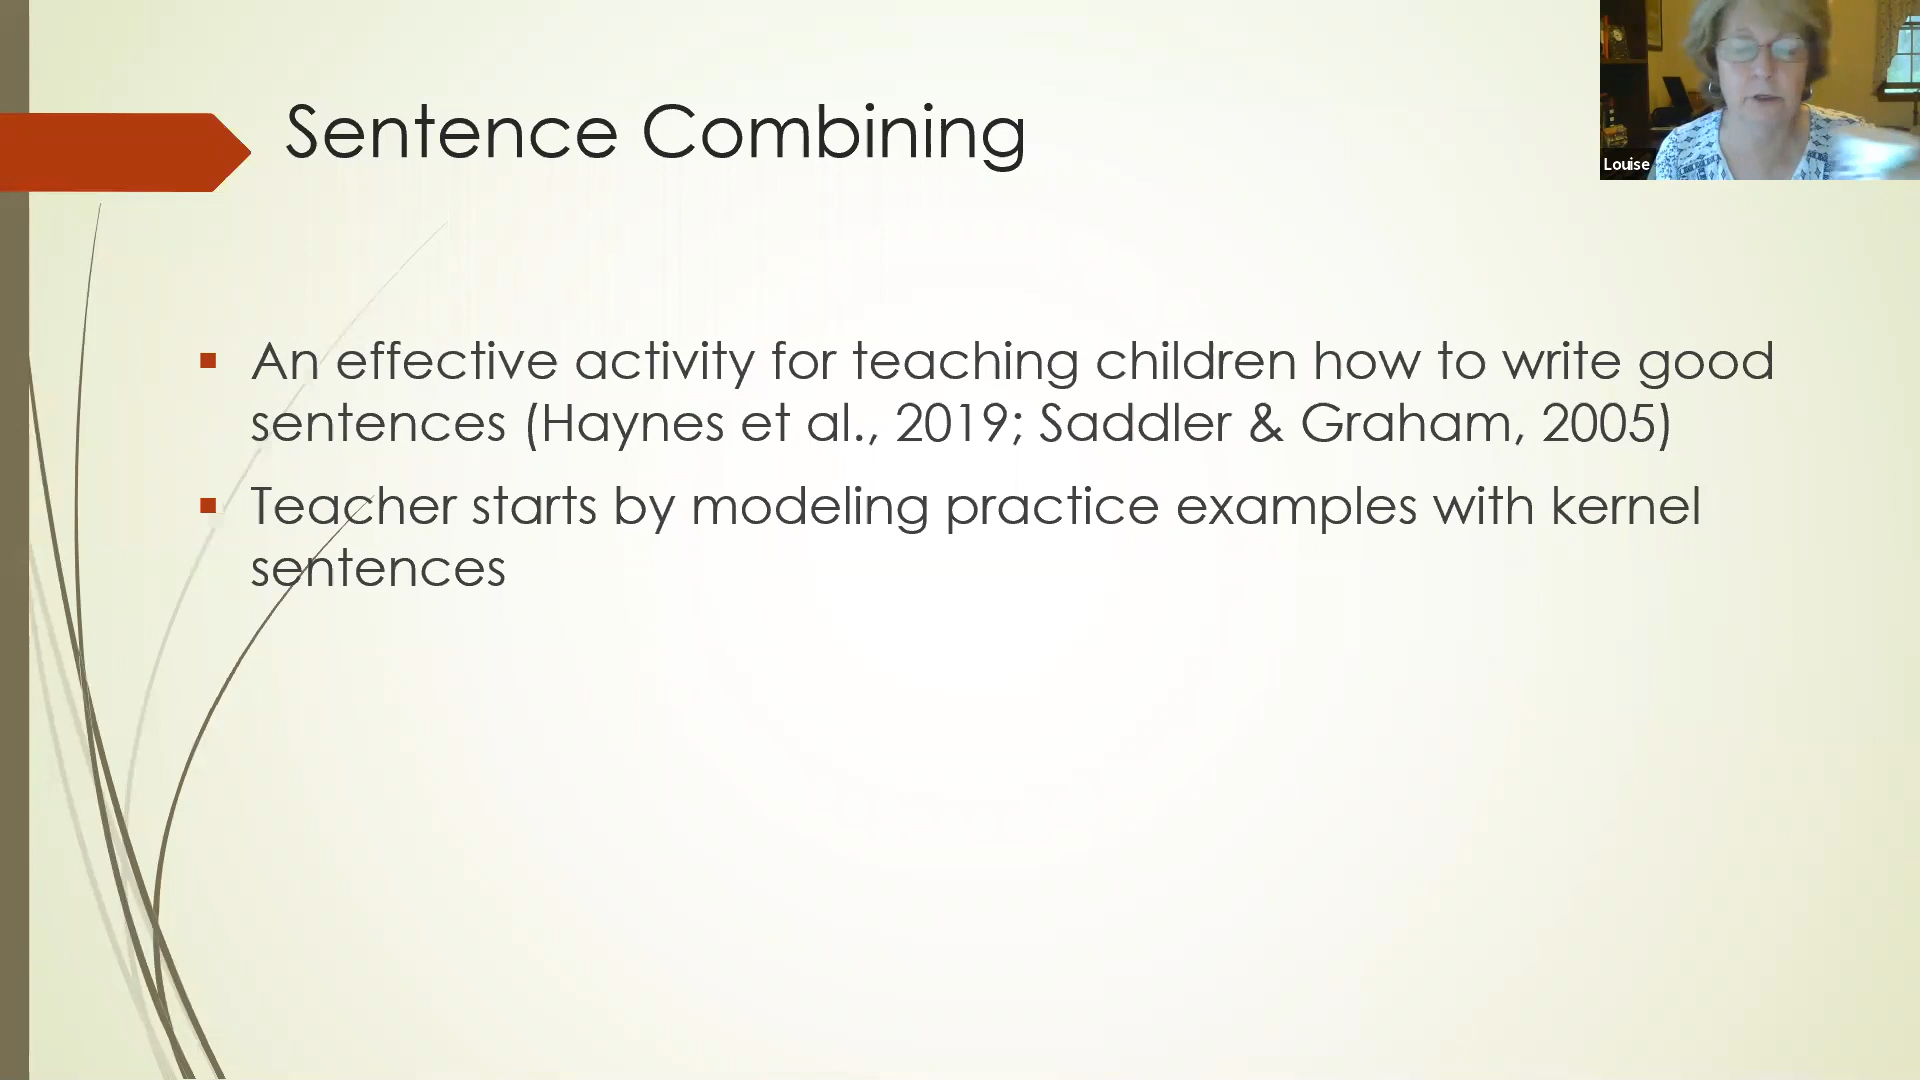 Sentence Combining
Louise
An effective activity for teaching children how to write good
sentences (Haynes et al., 2019; Saddler & Graham, 2005)
Teacher starts by modeling practice examples with kernel
sentences